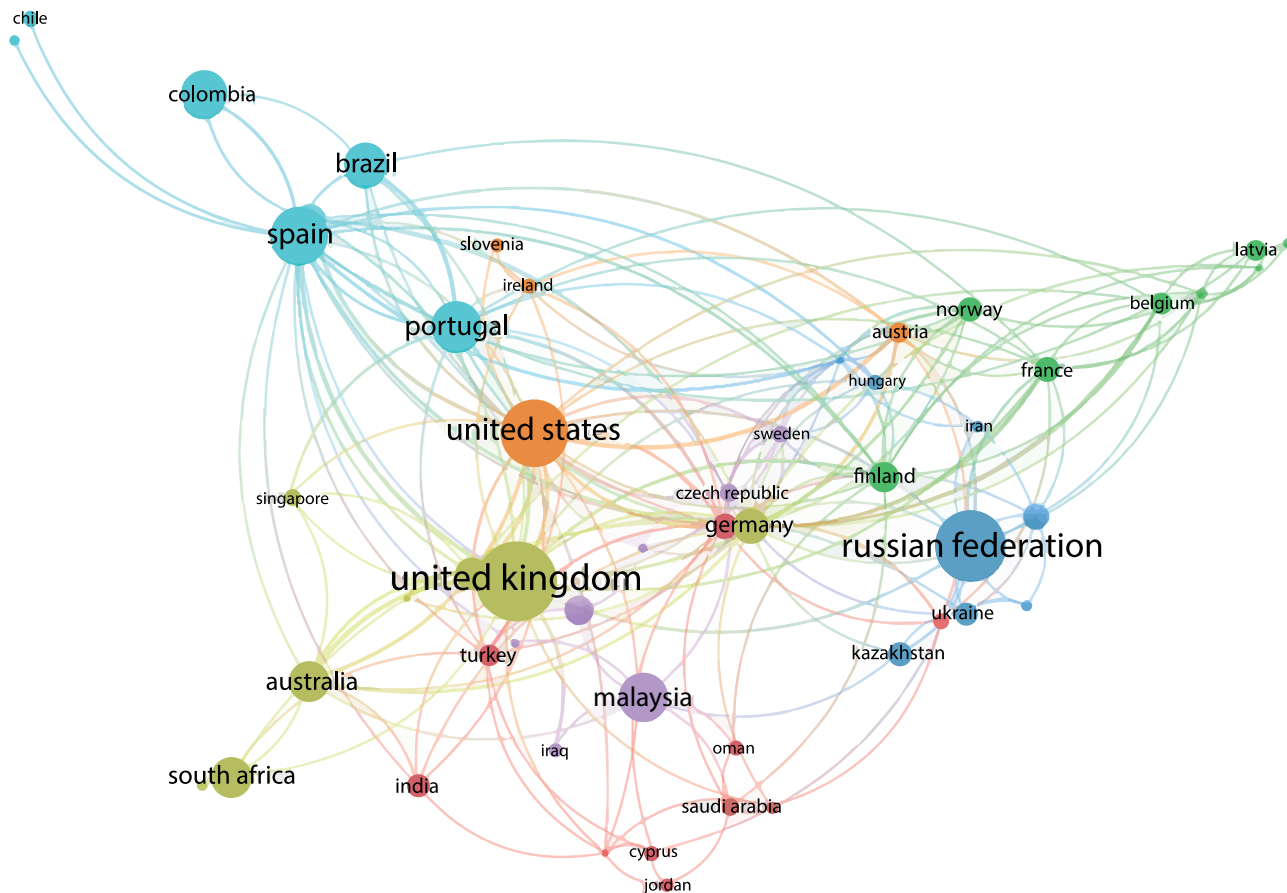 chile
colombia
brazil
spain
slovenia
latvia
ireland
norway
belgium
portugal
austria
france
hungary
united states
iran
sweden
finland
czech republic
singapore
germany
russian federation
united kingdom
ukraine
turkey
kazakhstan
australia
malaysia
iraq
oman
south africa
india
saudi arabia
cyprus
jordan